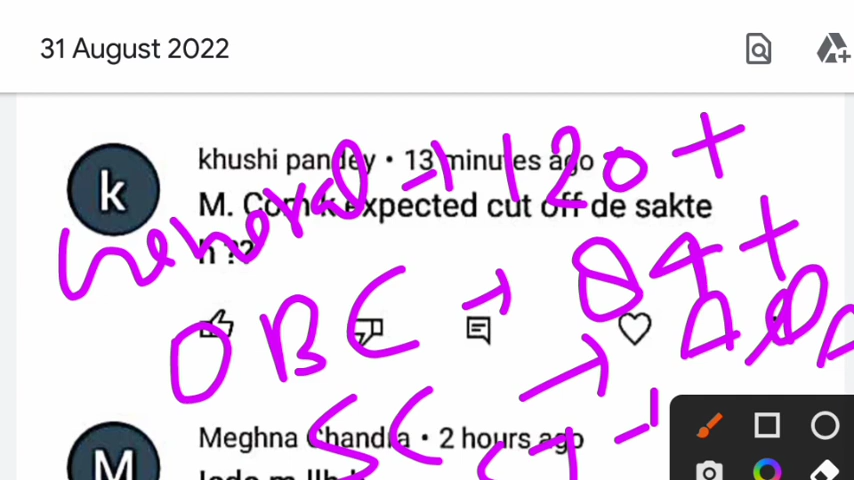 31 August 2022
khushi pandey • 13 minutes ago
M. Com k expected cut off de sakte
h ??
General → 120 +
OBC → 84 +
SC →
Meghna Chandra • 2 hours ago
ST →
k
M